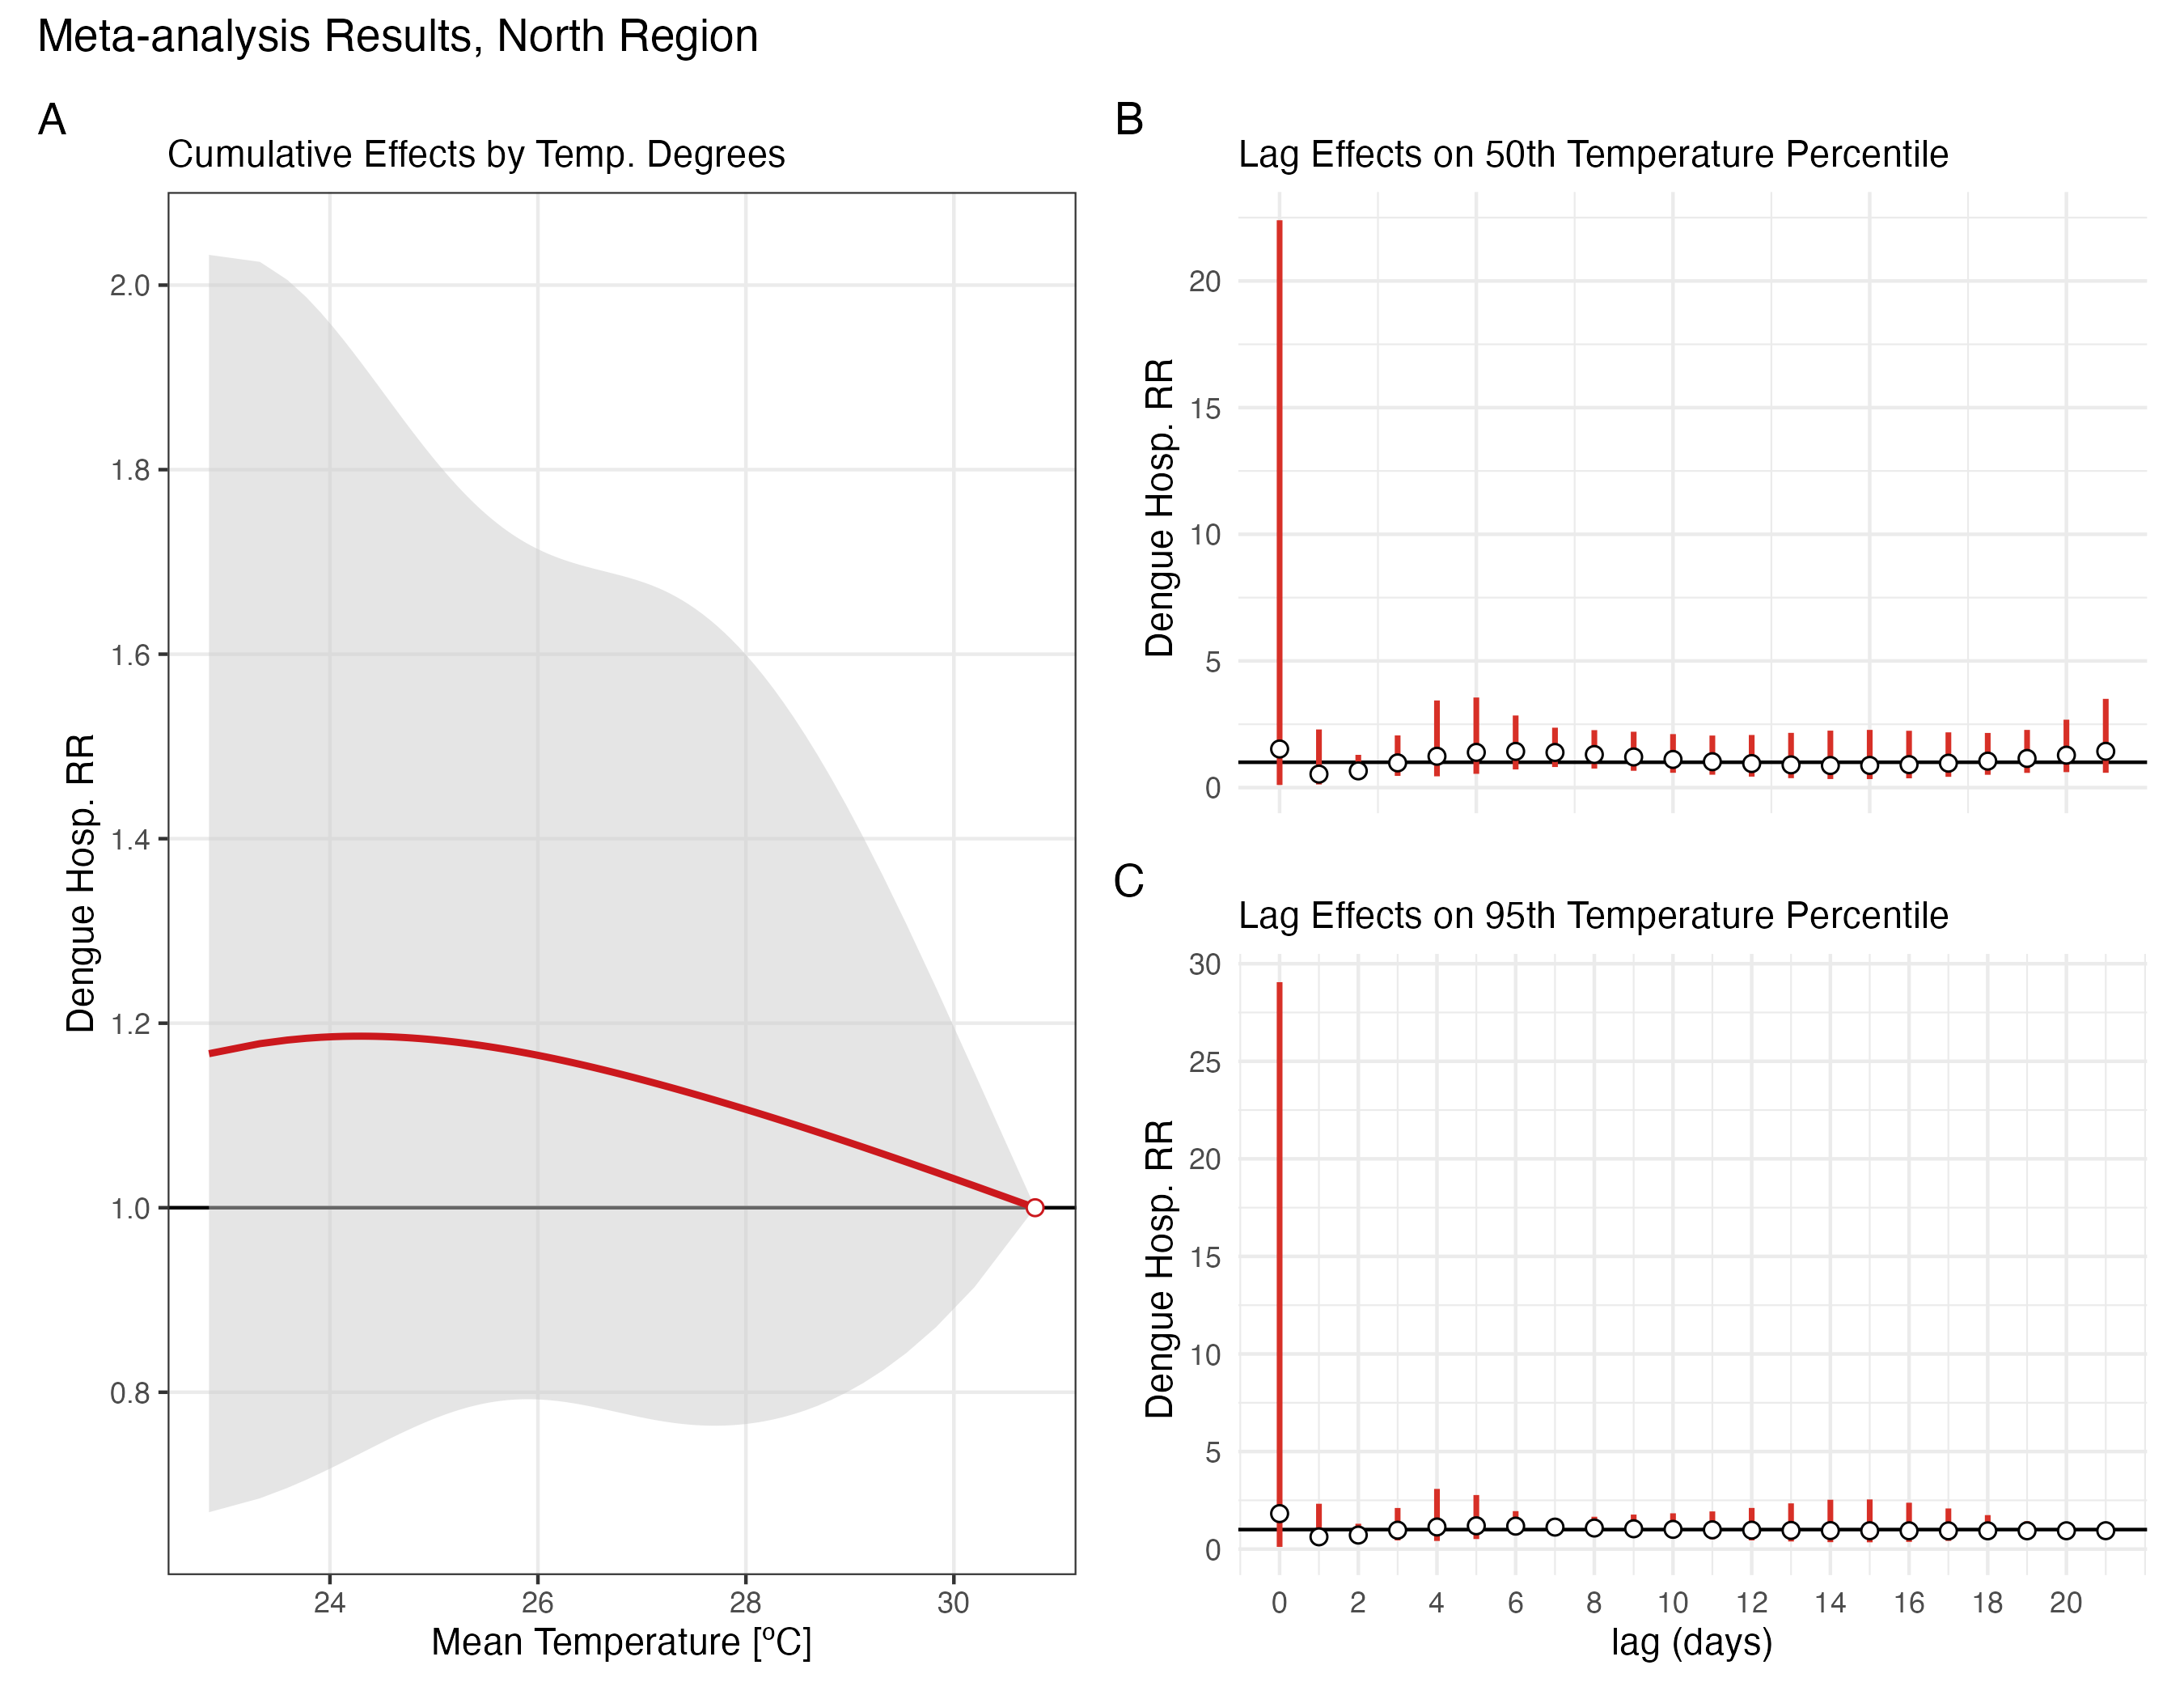 Meta-analysis Results, North Region
A
Cumulative Effects by Temp. Degrees
Dengue Hosp. RR
2.0
1.8
1.6
1.4
1.2
1.0
0.8
24 26 28 30
Mean Temperature [ºC]
B
Lag Effects on 50th Temperature Percentile
Dengue Hosp. RR
20
15
10
5
0
C
Lag Effects on 95th Temperature Percentile
Dengue Hosp. RR
30
25
20
15
10
5
0
0 2 4 6 8 10 12 14 16 18 20
lag (days)